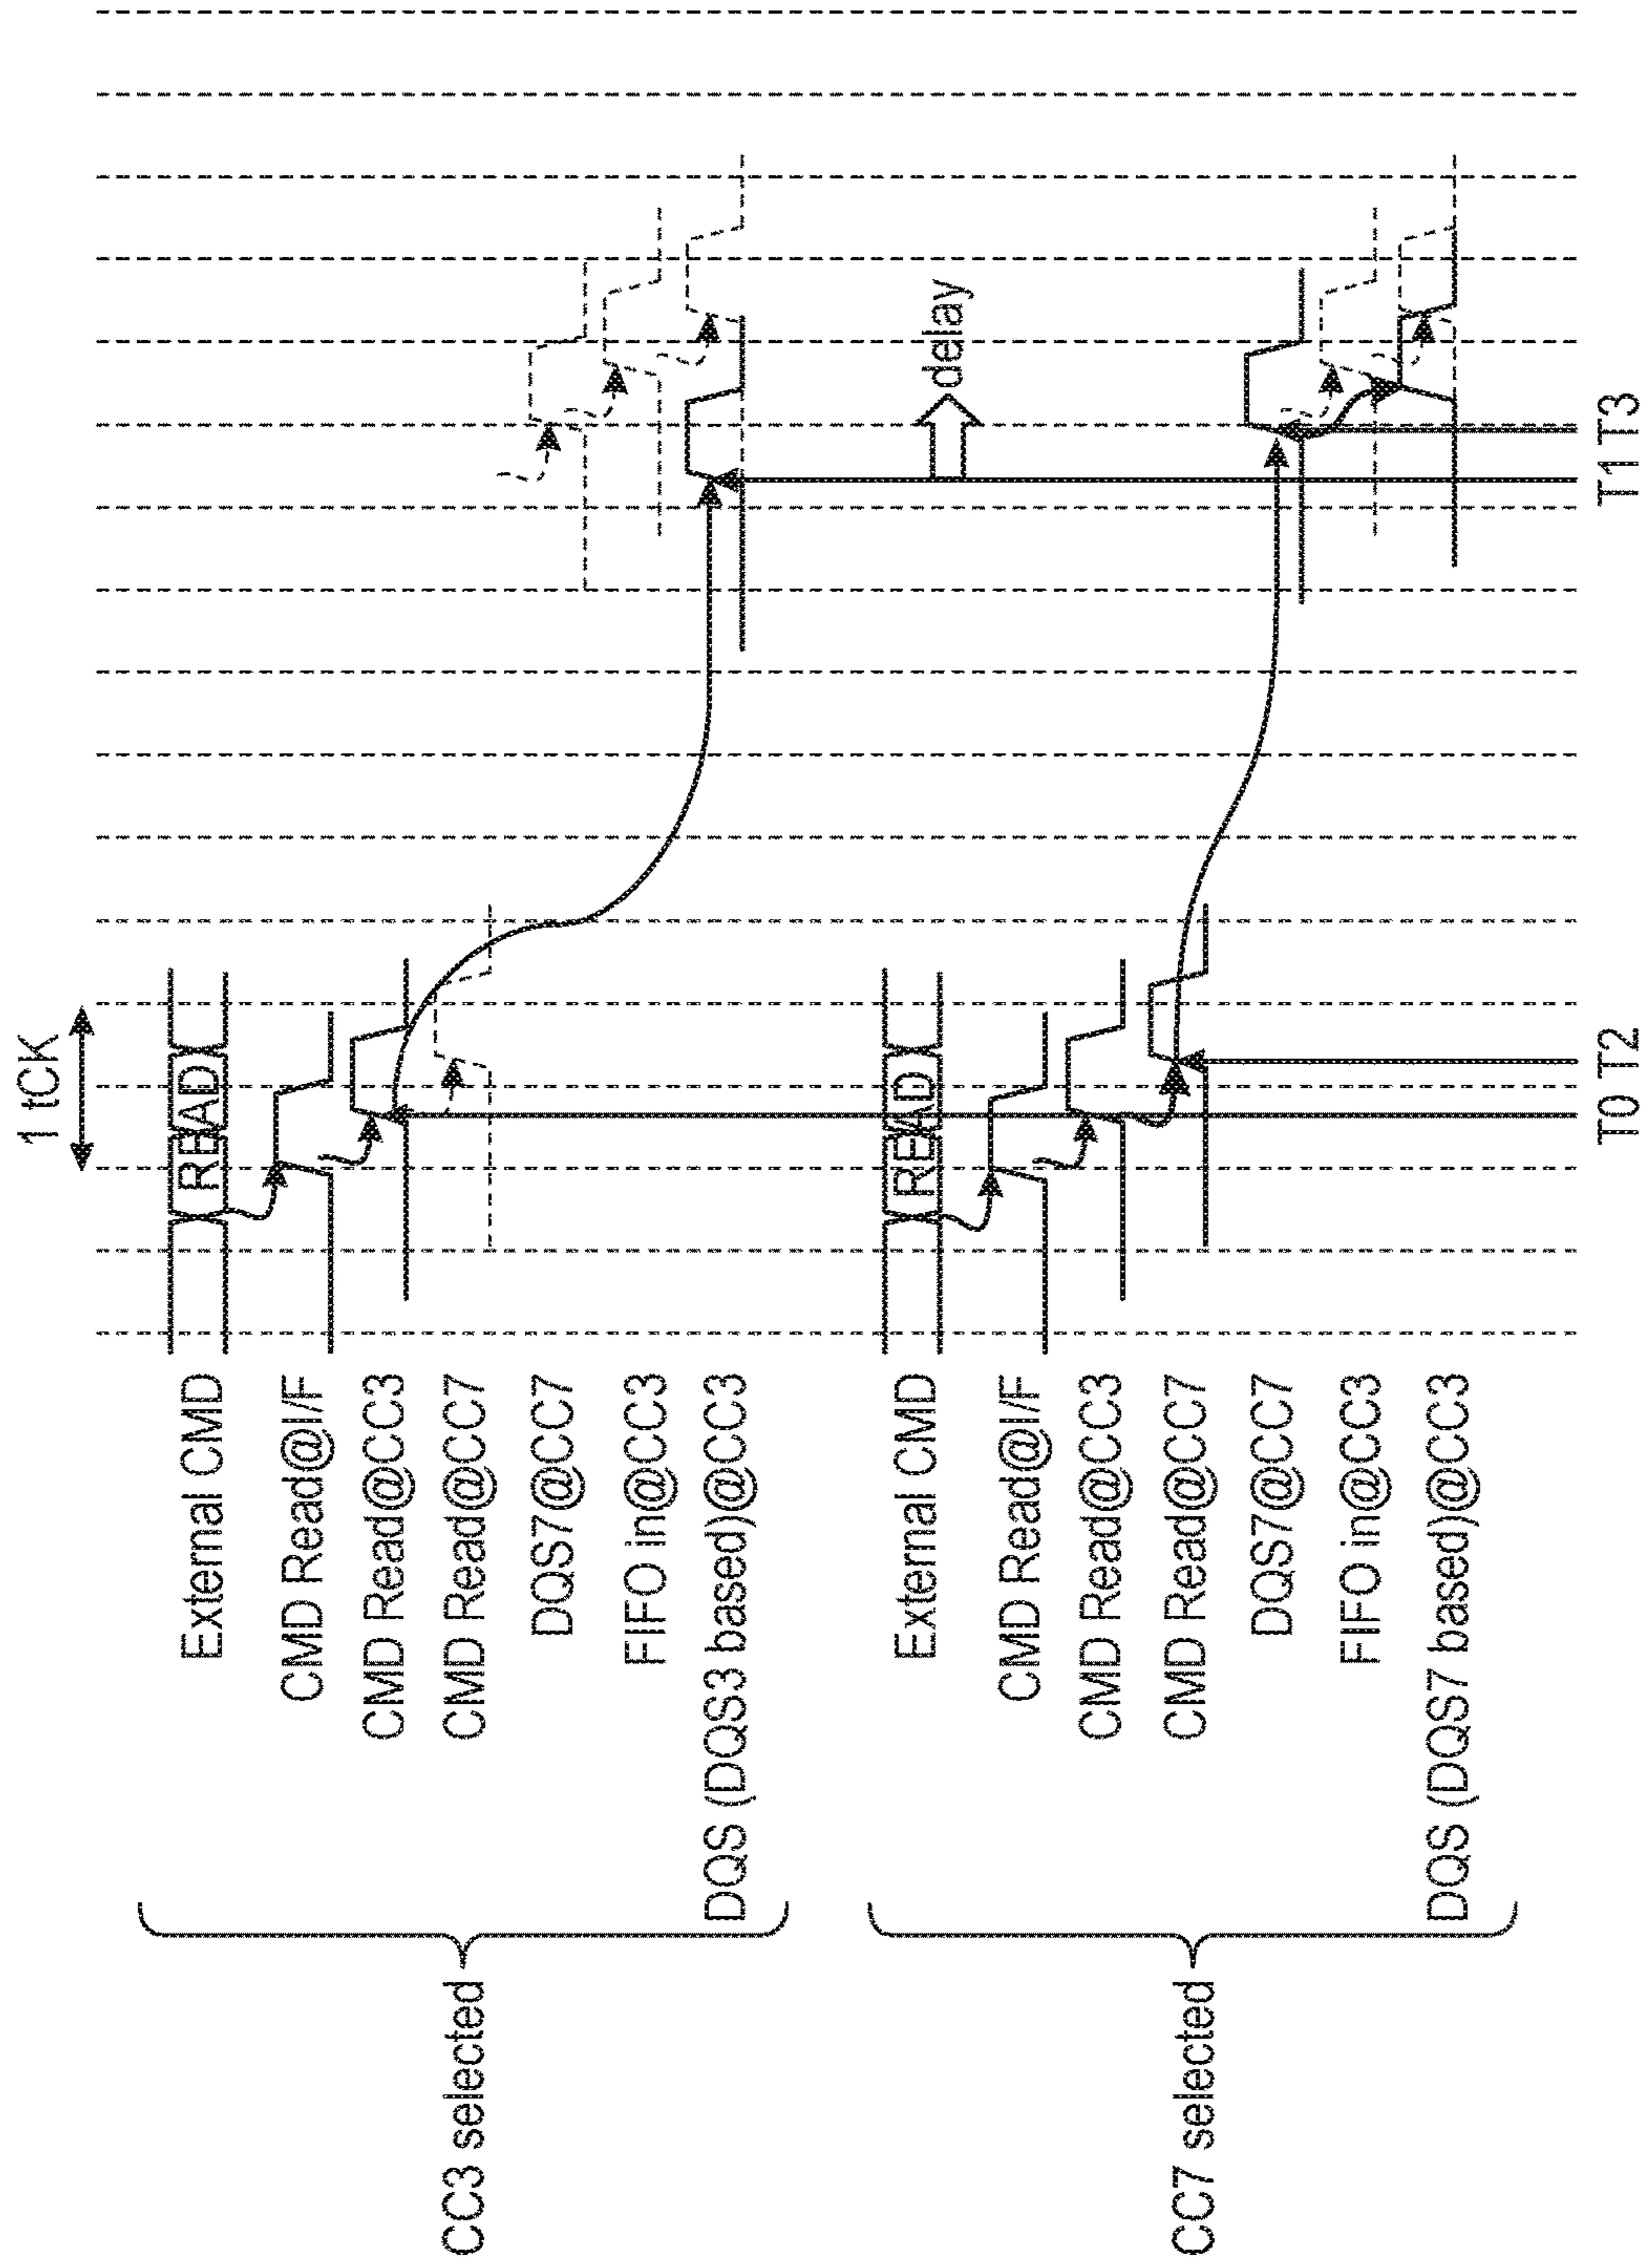 1 tCK
CC3 selected
External CMD
READ
CMD Read@I/F
CMD Read@CC3
CMD Read@CC7
DQS7@CC7
FIFO in@CC3
DQS (DQS3 based)@CC3
delay
CC7 selected
External CMD
READ
CMD Read@I/F
CMD Read@CC3
CMD Read@CC7
DQS7@CC7
FIFO in@CC3
DQS (DQS7 based)@CC3
T0 T2 T1 T3